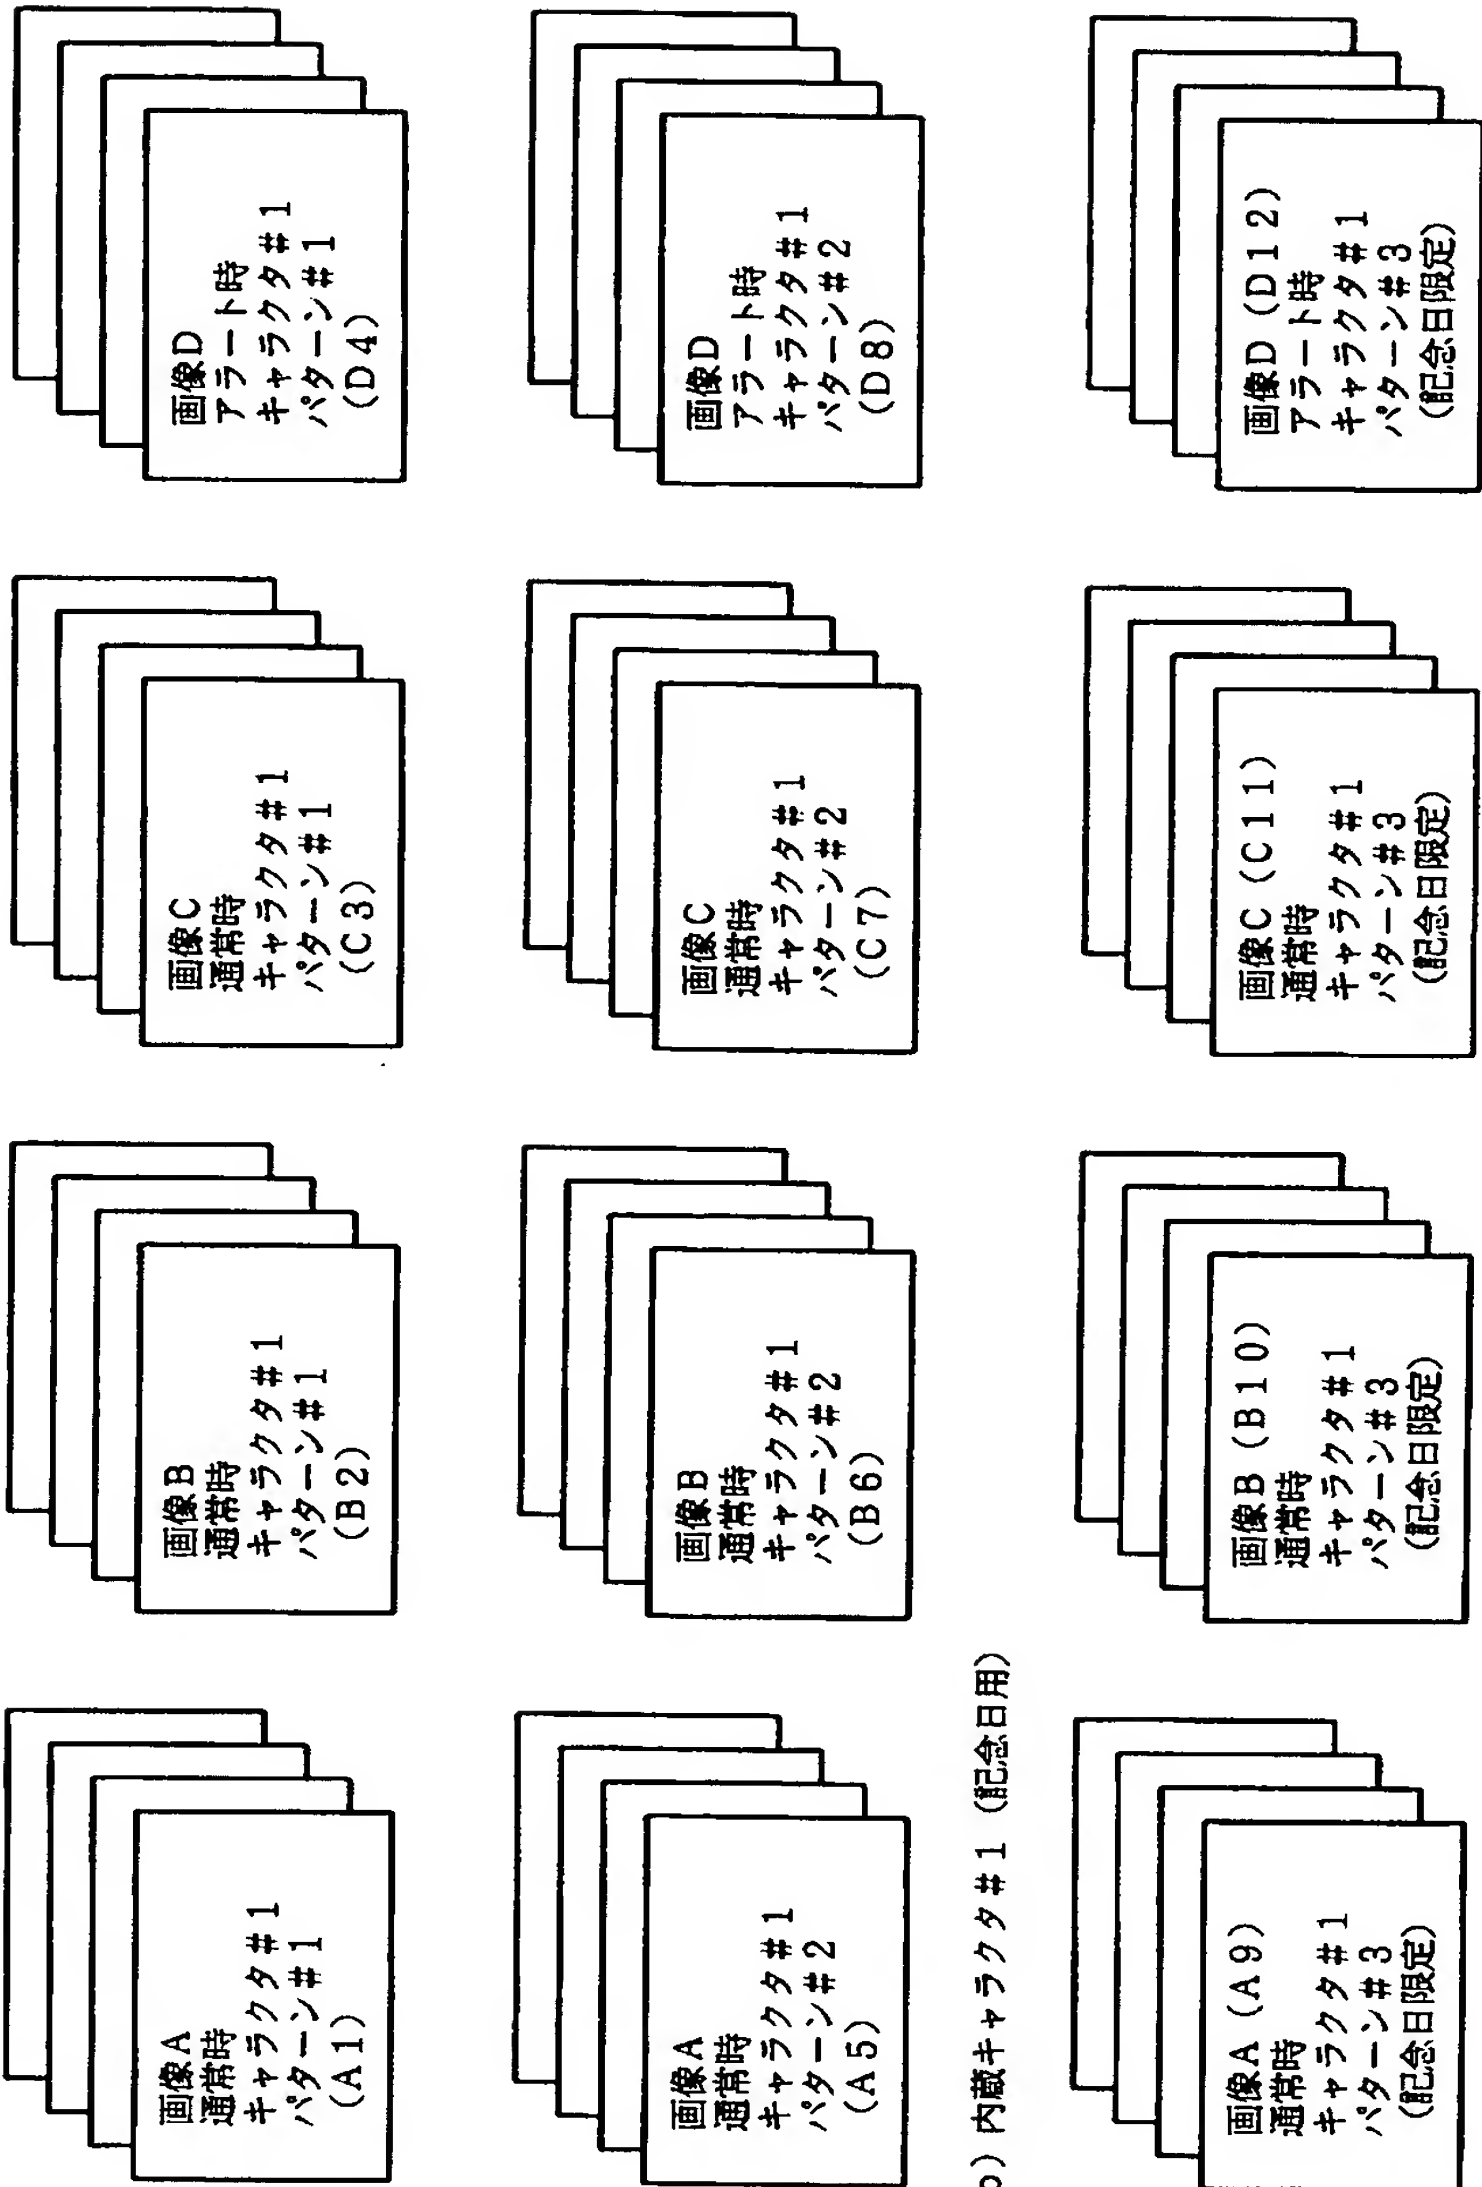 画像A
通常時
キャラクタ#1
パターン#1
(A1)
画像B
通常時
キャラクタ#1
パターン#1
(B2)
画像C
通常時
キャラクタ#1
パターン#1
(C3)
画像D
アラート時
キャラクタ#1
パターン#1
(D4)
画像A
通常時
キャラクタ#1
パターン#2
(A5)
画像B
通常時
キャラクタ#1
パターン#2
(B6)
画像C
通常時
キャラクタ#1
パターン#2
(C7)
画像D
アラート時
キャラクタ#1
パターン#2
(D8)
) 内蔵キャラクタ#1 (記念日用)
画像A (A9)
通常時
キャラクタ#1
パターン#3
(記念日限定)
画像B (B10)
通常時
キャラクタ#1
パターン#3
(記念日限定)
画像C (C11)
通常時
キャラクタ#1
パターン#3
(記念日限定)
画像D (D12)
アラート時
キャラクタ#1
パターン#3
(記念日限定)